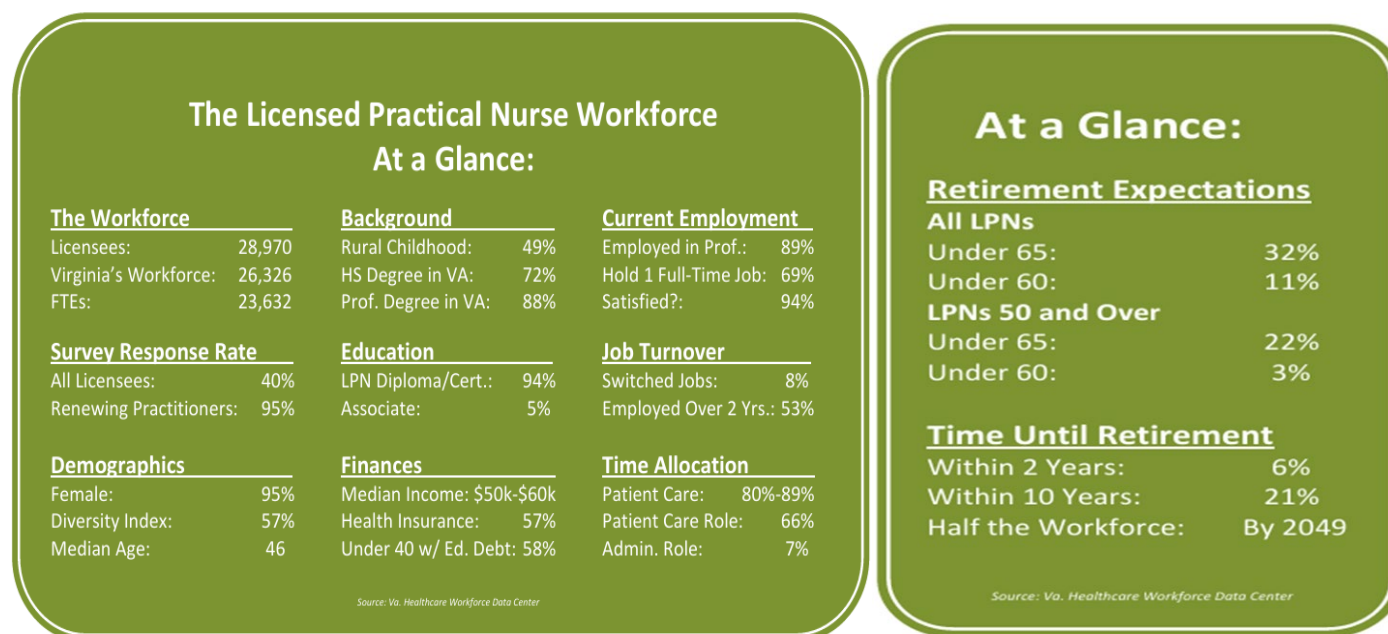 The Licensed Practical Nurse Workforce
At a Glance:
The Workforce
Licensees: 28,970
Virginia's Workforce: 26,326
FTEs: 23,632
Survey Response Rate
All Licensees: 40%
Renewing Practitioners: 95%
Demographics
Female: 95%
Diversity Index: 57%
Median Age: 46
Background
Rural Childhood: 49%
HS Degree in VA: 72%
Prof. Degree in VA: 88%
Education
LPN Diploma/Cert.: 94%
Associate: 5%
Finances
Median Income: $50k-$60k
Health Insurance: 57%
Under 40 w/ Ed. Debt: 58%
Current Employment
Employed in Prof.: 89%
Hold 1 Full-Time Job: 69%
Satisfied?: 94%
Job Turnover
Switched Jobs: 8%
Employed Over 2 Yrs.: 53%
Time Allocation
Patient Care: 80%-89%
Patient Care Role: 66%
Admin. Role: 7%
Source: Va. Healthcare Workforce Data Center
At a Glance:
Retirement Expectations
All LPNs
Under 65: 32%
Under 60: 11%
LPNs 50 and Over
Under 65: 22%
Under 60: 3%
Time Until Retirement
Within 2 Years: 6%
Within 10 Years: 21%
Half the Workforce: By 2049
Source: Va. Healthcare Workforce Data Center